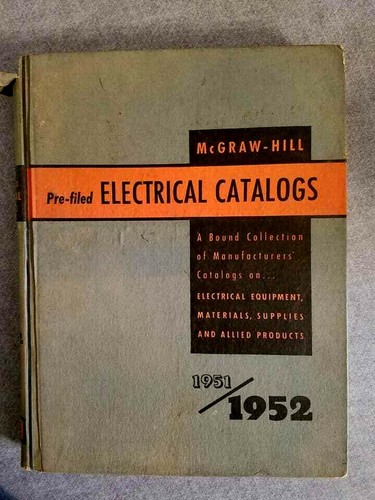 McGRAW-HILL
Pre-filed ELECTRICAL CATALOGS
A Bound Collection
of Manufacturers'
Catalogs on...
ELECTRICAL EQUIPMENT,
MATERIALS, SUPPLIES
AND ALLIED PRODUCTS
1951/1952